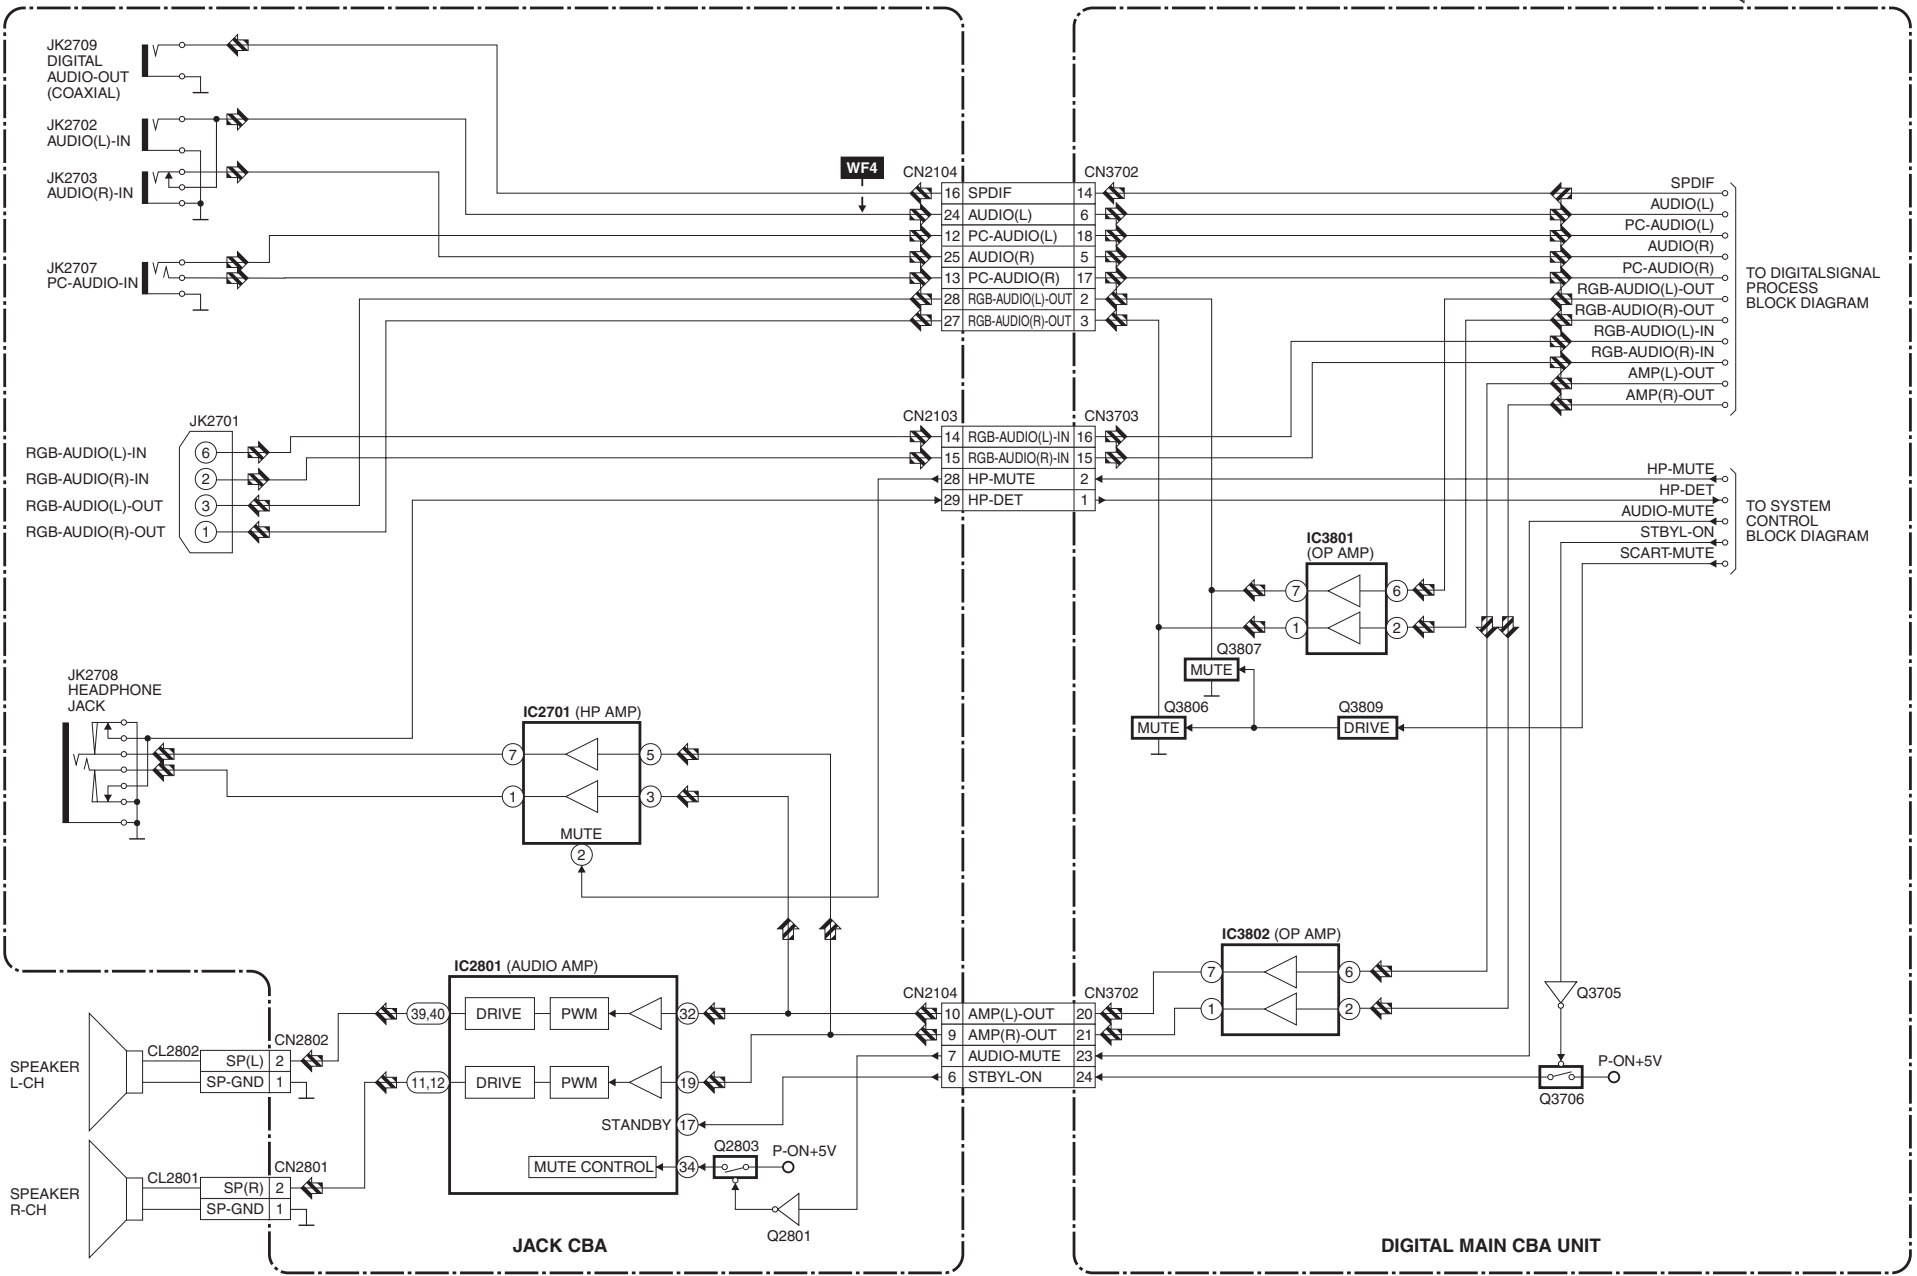 JK2709
DIGITAL
AUDIO-OUT
(COAXIAL)
JK2702
AUDIO(L)-IN
JK2703
AUDIO(R)-IN
JK2707
PC-AUDIO-IN
WF4
CN2104
CN3702
16 SPDIF 14
24 AUDIO(L) 6
12 PC-AUDIO(L) 18
25 AUDIO(R) 5
13 PC-AUDIO(R) 17
28 RGB-AUDIO(L)-OUT 2
27 RGB-AUDIO(R)-OUT 3
SPDIF
AUDIO(L)
PC-AUDIO(L)
AUDIO(R)
PC-AUDIO(R)
RGB-AUDIO(L)-OUT
RGB-AUDIO(R)-OUT
RGB-AUDIO(L)-IN
RGB-AUDIO(R)-IN
AMP(L)-OUT
AMP(R)-OUT
TO DIGITALSIGNAL
PROCESS
BLOCK DIAGRAM
JK2701
RGB-AUDIO(L)-IN 6
RGB-AUDIO(R)-IN 2
RGB-AUDIO(L)-OUT 3
RGB-AUDIO(R)-OUT 1
CN2103
CN3703
14 RGB-AUDIO(L)-IN 16
15 RGB-AUDIO(R)-IN 15
28 HP-MUTE 2
29 HP-DET 1
HP-MUTE
HP-DET
AUDIO-MUTE
STBYL-ON
SCART-MUTE
TO SYSTEM
CONTROL
BLOCK DIAGRAM
IC3801
(OP AMP)
7 6
1 2
Q3807
MUTE
Q3806
MUTE
Q3809
DRIVE
JK2708
HEADPHONE
JACK
IC2701 (HP AMP)
7 5
1 3
MUTE
2
IC3802 (OP AMP)
7 6
1 2
Q3705
P-ON+5V
Q3706
IC2801 (AUDIO AMP)
39,40 DRIVE PWM 32
11,12 DRIVE PWM 19
STANDBY 17
MUTE CONTROL 34
Q2803
P-ON+5V
Q2801
CN2104
CN3702
10 AMP(L)-OUT 20
9 AMP(R)-OUT 21
7 AUDIO-MUTE 23
6 STBYL-ON 24
SPEAKER
L-CH
CL2802
CN2802
SP(L) 2
SP-GND 1
SPEAKER
R-CH
CL2801
CN2801
SP(R) 2
SP-GND 1
JACK CBA
DIGITAL MAIN CBA UNIT